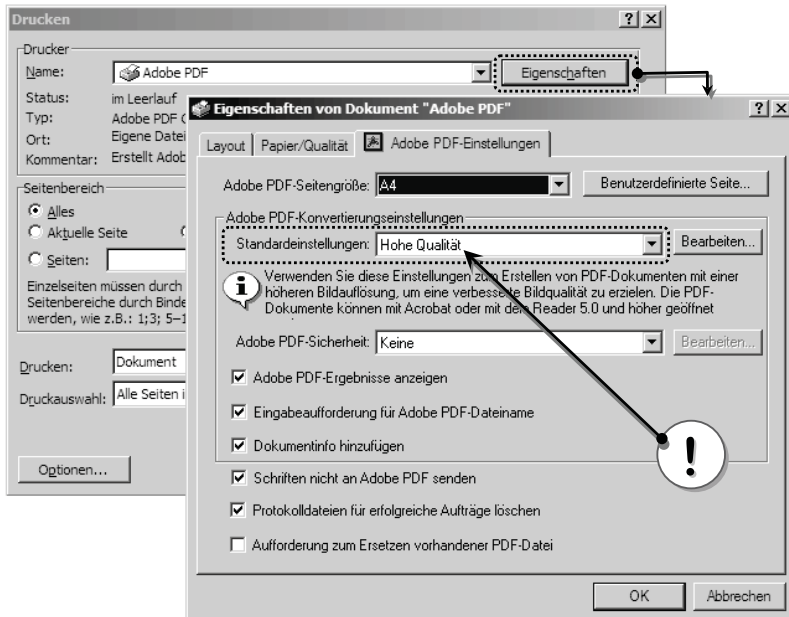 Drucken
Drucker
Name: Adobe PDF Eigenschaften
Status: im Leerlauf
Typ: Adobe PDF
Ort: Eigene Datei
Kommentar: Erstellt Adob
Seitenbereich
Alles
Aktuelle Seite
Seiten:
Einzelseiten müssen durch
Seitenbereiche durch Binde
werden, wie z.B.: 1;3; 5–1
Drucken: Dokument
Druckauswahl: Alle Seiten i
Optionen...
Eigenschaften von Dokument "Adobe PDF"
Layout Papier/Qualität Adobe PDF-Einstellungen
Adobe PDF-Seitengröße: A4 Benutzerdefinierte Seite...
Adobe PDF-Konvertierungseinstellungen
Standardeinstellungen: Hohe Qualität Bearbeiten...
Verwenden Sie diese Einstellungen zum Erstellen von PDF-Dokumenten mit einer
höheren Bildauflösung, um eine verbesserte Bildqualität zu erzielen. Die PDF-
Dokumente können mit Acrobat oder mit dem Reader 5.0 und höher geöffnet
Adobe PDF-Sicherheit: Keine Bearbeiten...
Adobe PDF-Ergebnisse anzeigen
Eingabeaufforderung für Adobe PDF-Dateiname
Dokumentinfo hinzufügen
!
Schriften nicht an Adobe PDF senden
Protokolldateien für erfolgreiche Aufträge löschen
Aufforderung zum Ersetzen vorhandener PDF-Datei
OK Abbrechen